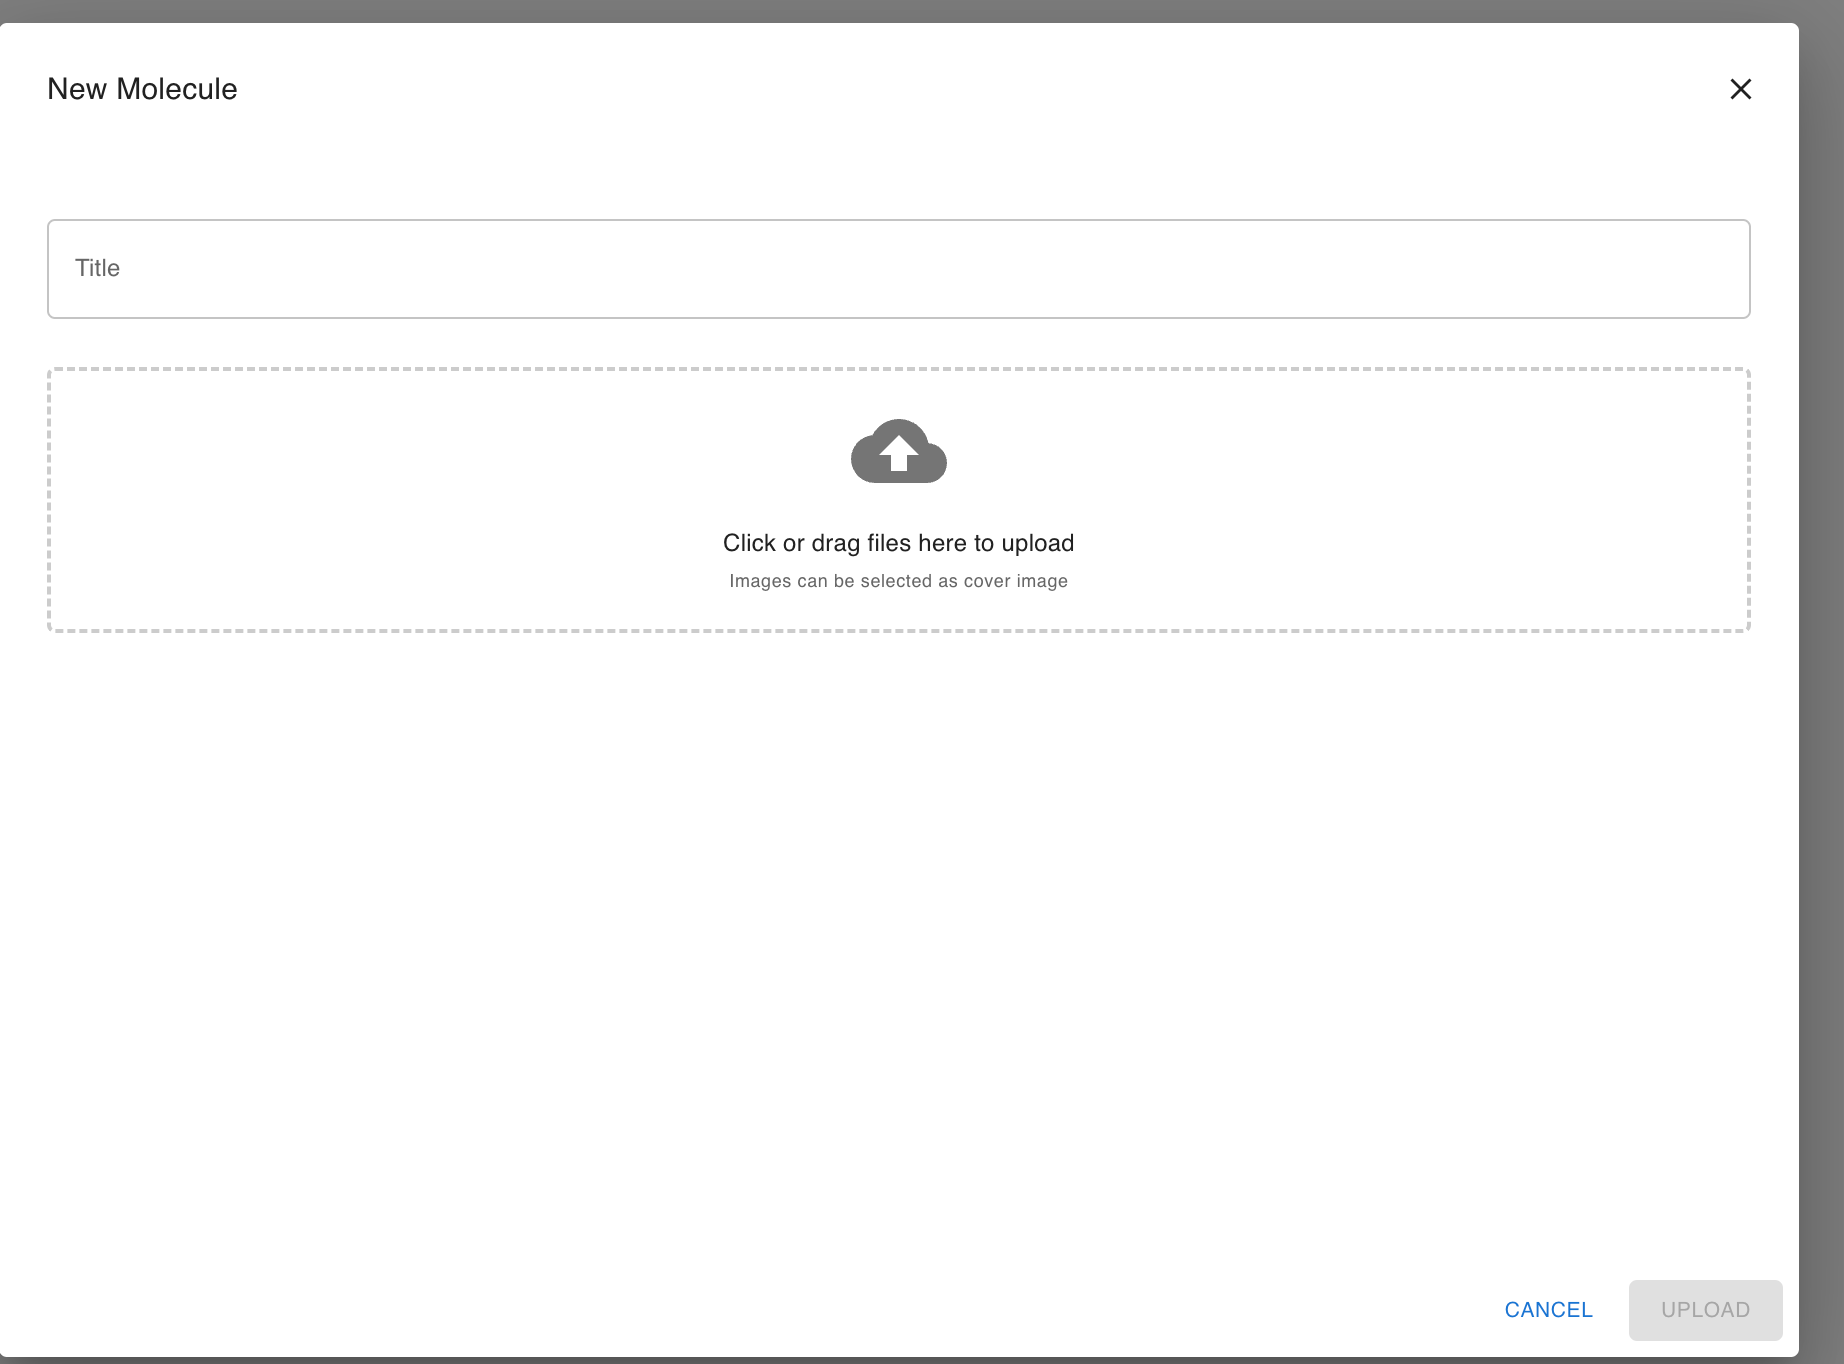 New Molecule
Title
Click or drag files here to upload
Images can be selected as cover image
CANCEL
UPLOAD